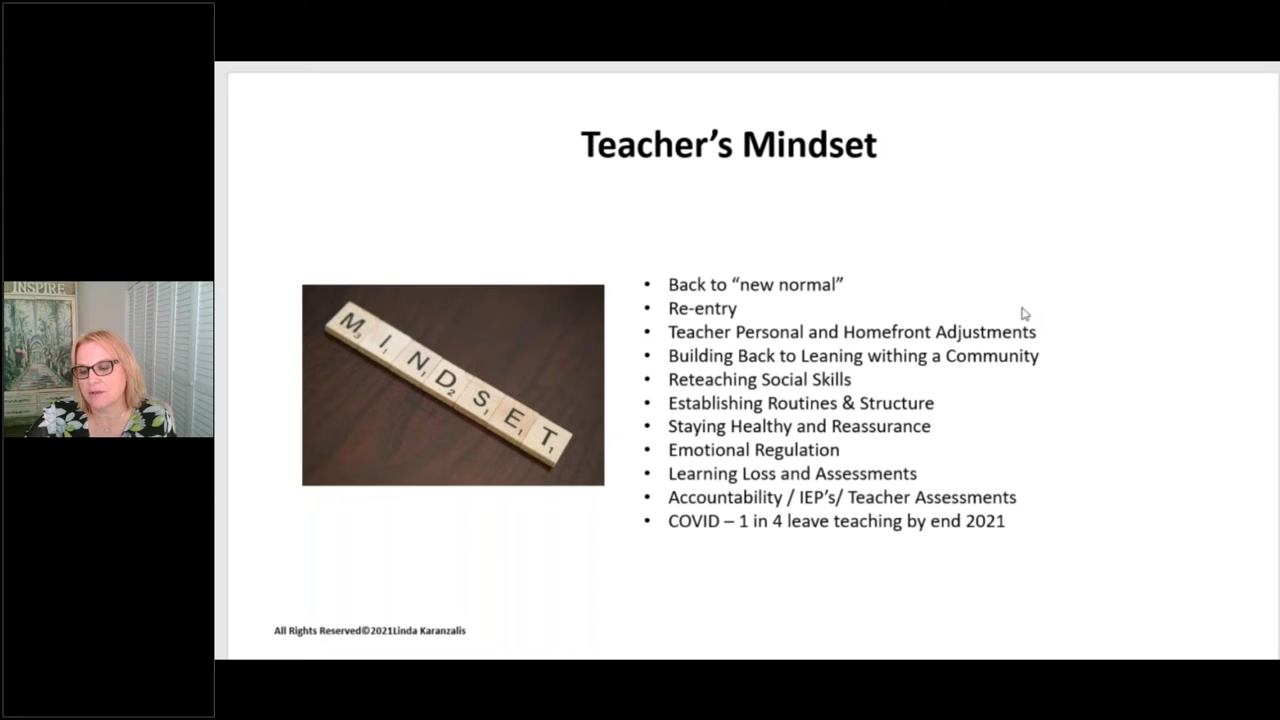 INSPIRE
Teacher's Mindset
MINDSET
• Back to “new normal”
• Re-entry
• Teacher Personal and Homefront Adjustments
• Building Back to Leaning withing a Community
• Reteaching Social Skills
• Establishing Routines & Structure
• Staying Healthy and Reassurance
• Emotional Regulation
• Learning Loss and Assessments
• Accountability / IEP’s/ Teacher Assessments
• COVID – 1 in 4 leave teaching by end 2021
All Rights Reserved©2021Linda Karanzalis